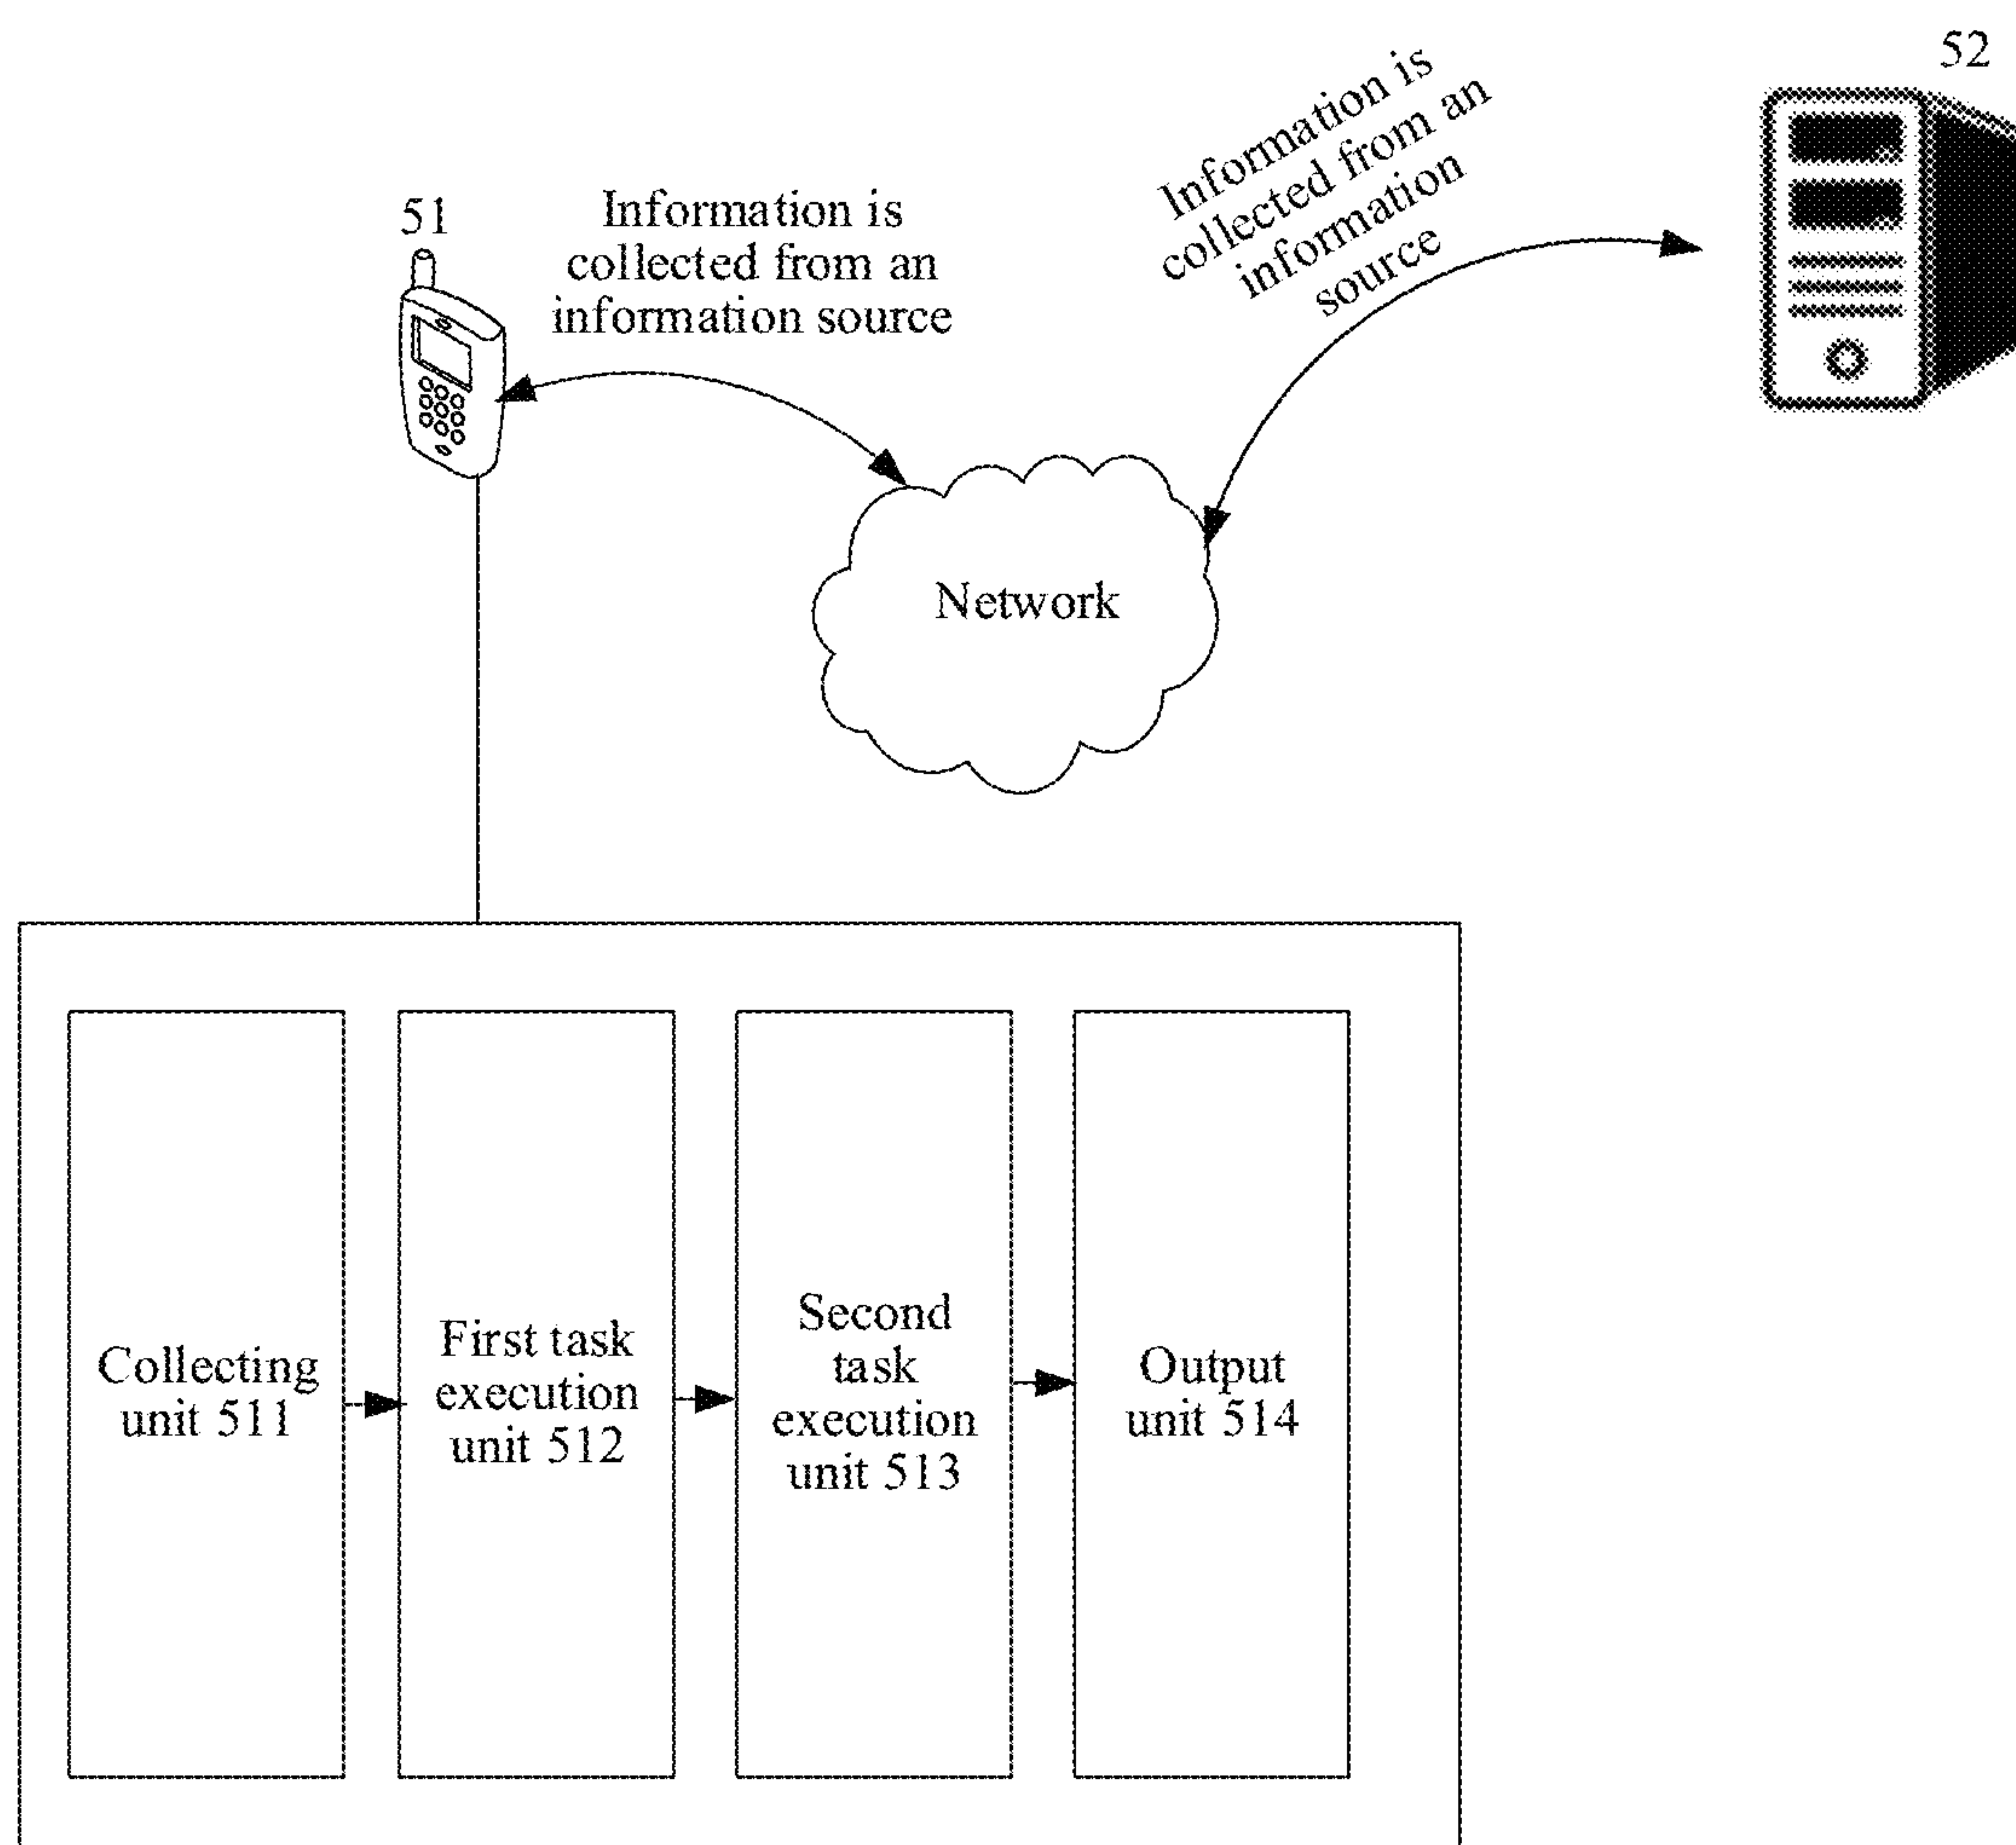 52
Information is
collected from an
information
source
51
Information is
collected from an
information source
Network
Collecting
unit 511
First task
execution
unit 512
Second
task
execution
unit 513
Output
unit 514